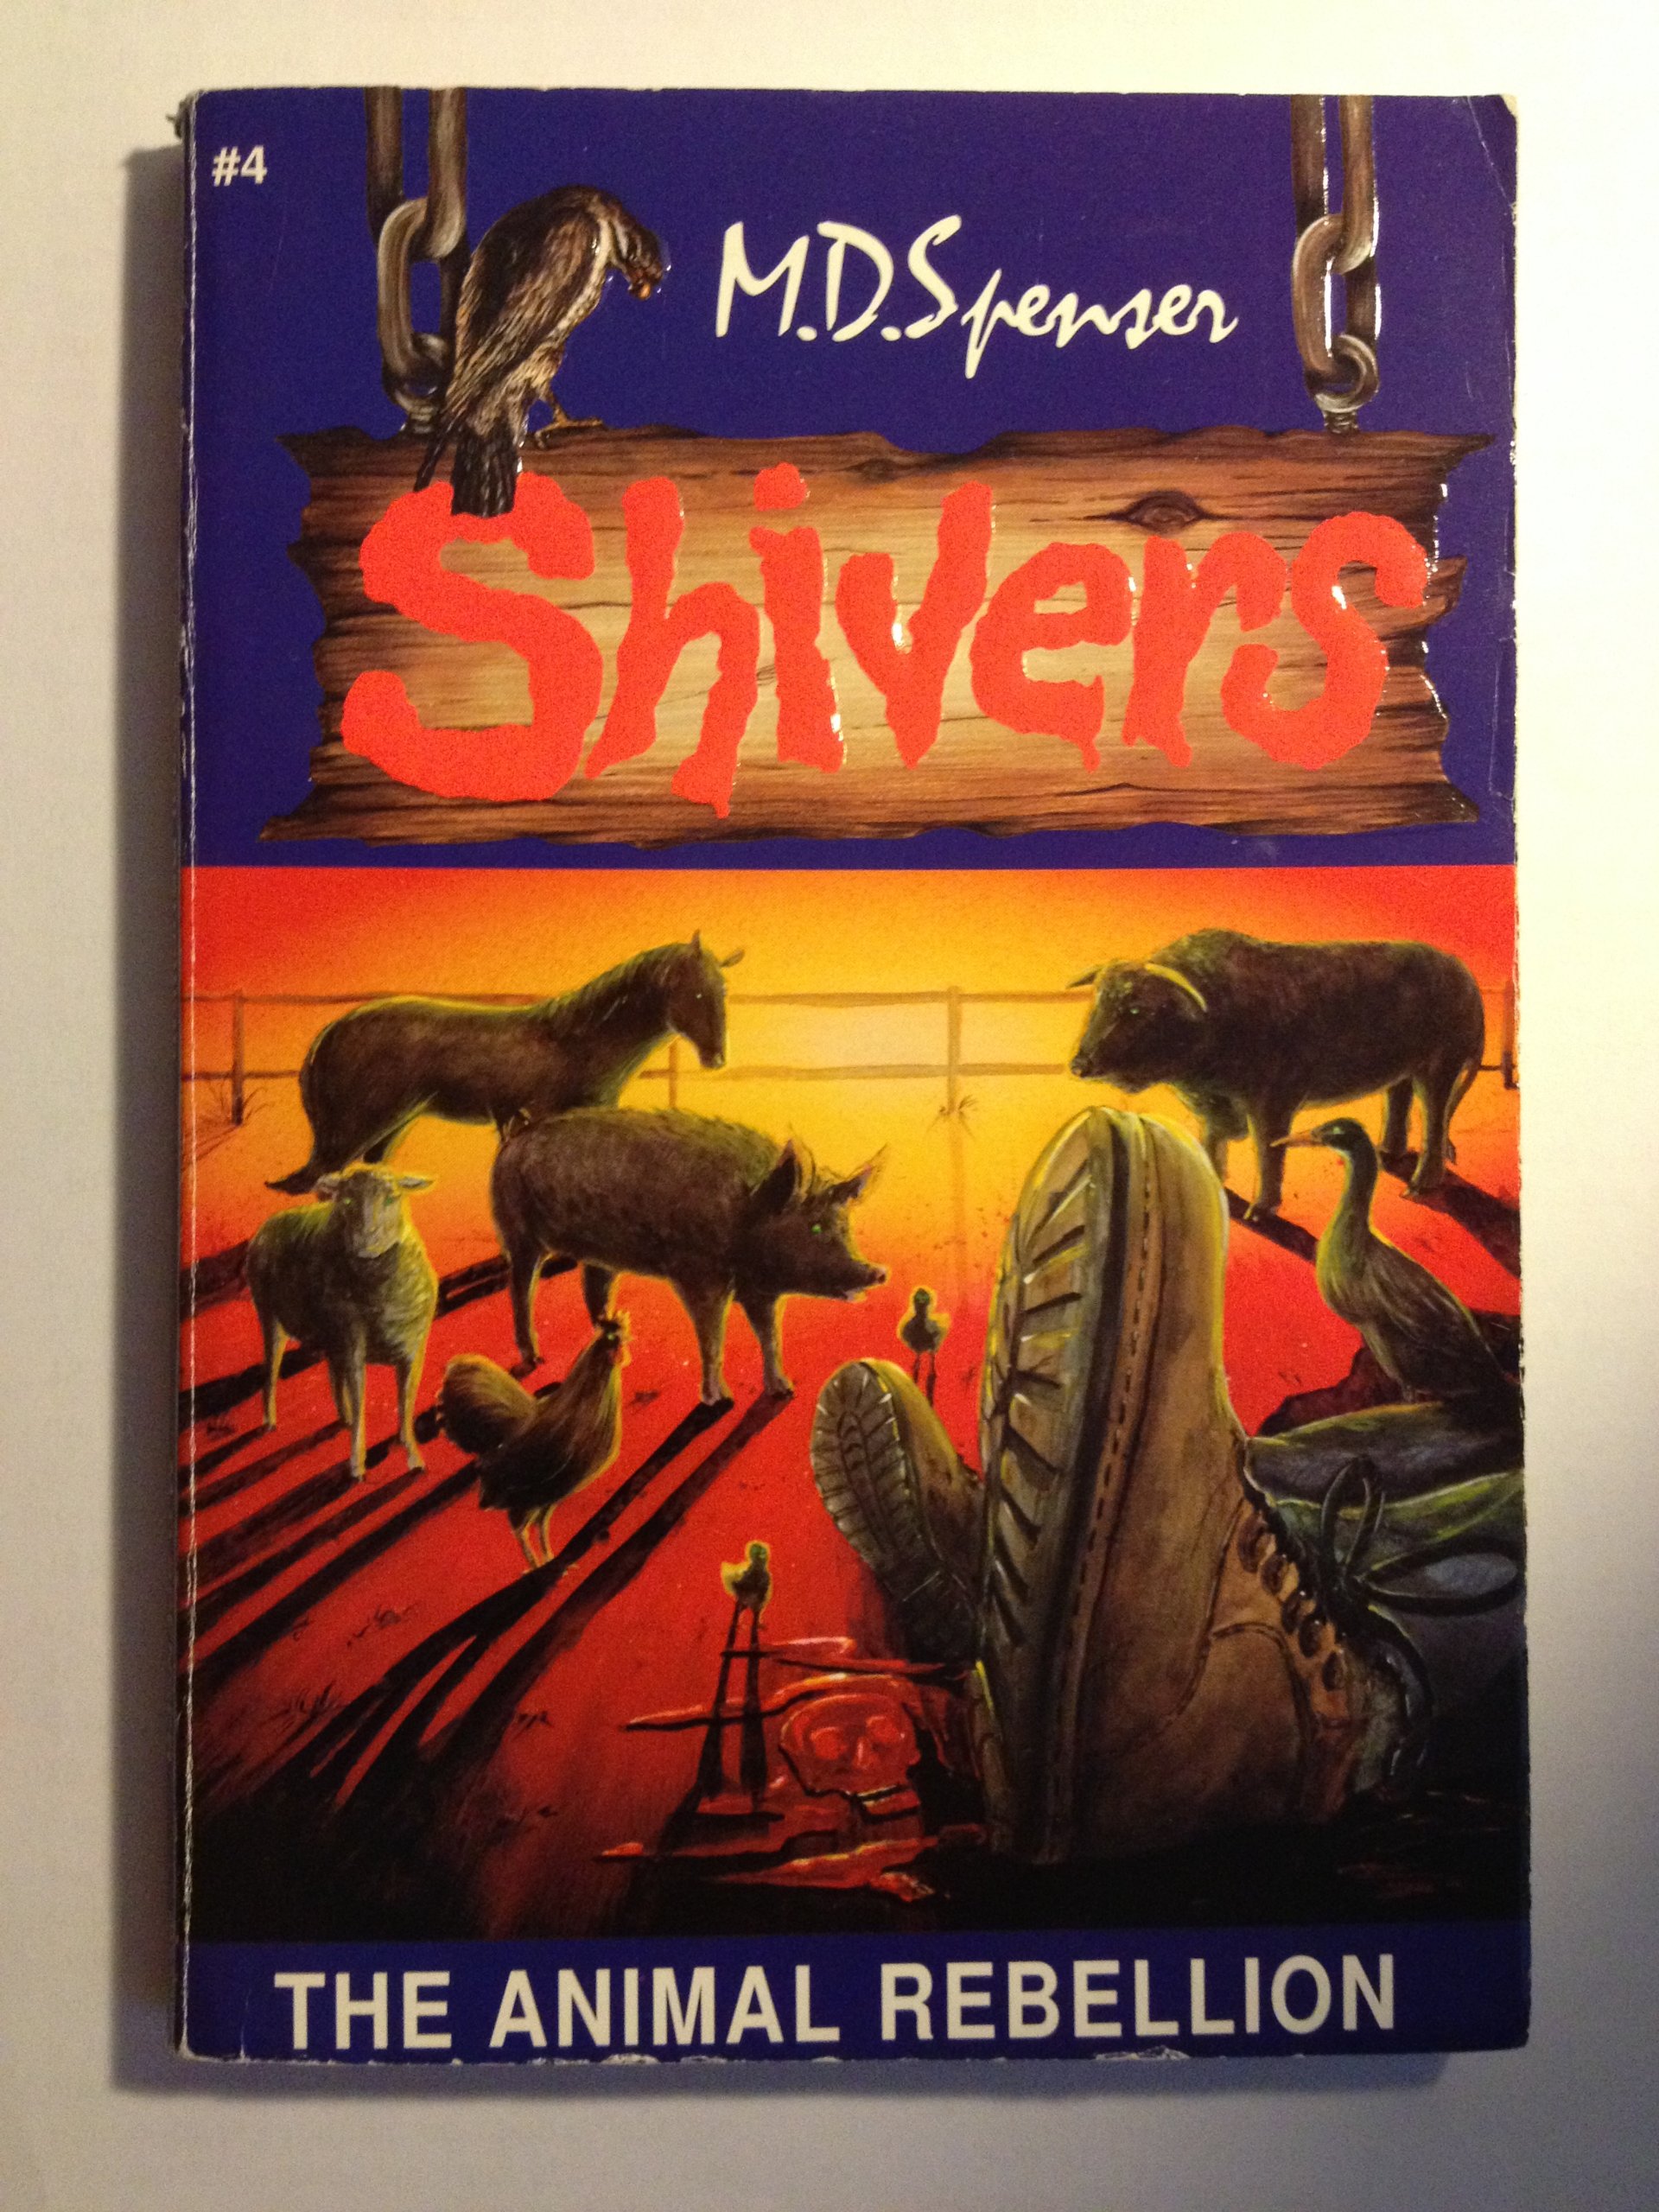 #4
M.D.Spenser
Shivers
THE ANIMAL REBELLION